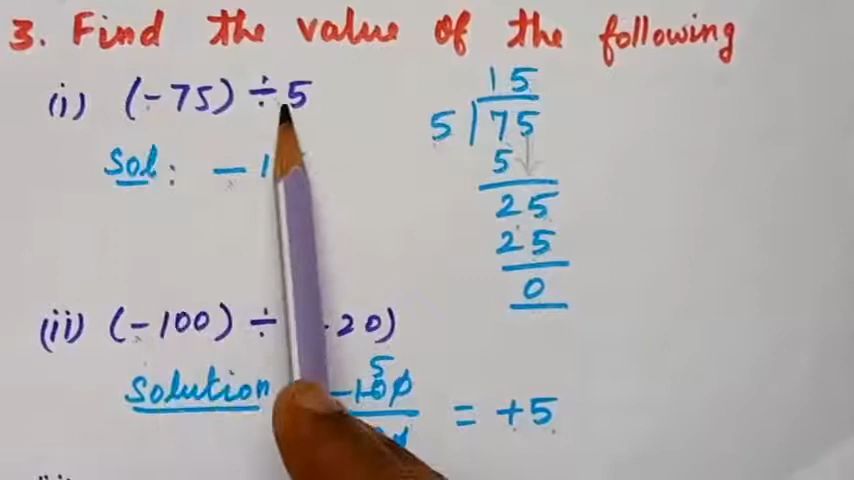 3. Find the value of the following
(i) (-75) ÷ 5
Sol: - 1
15
5 | 75
5
25
25
0
(ii) (-100) ÷ 20)
Solution
5
-100
= +5